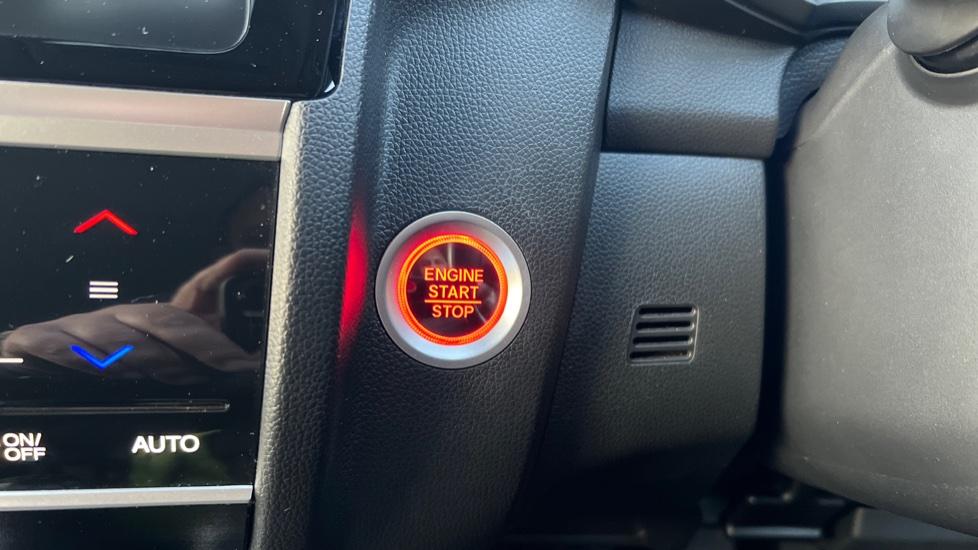 ENGINE
START
STOP
ON/
OFF
AUTO